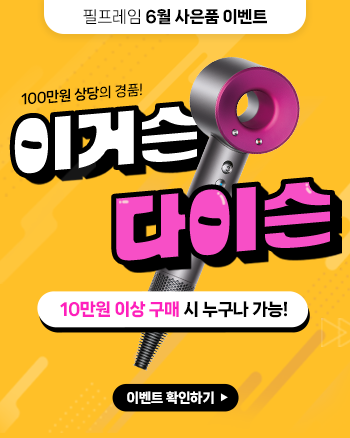 필프레임 6월 사은품 이벤트
100만원 상당의 경품!
이거슨
다이슨
10만원 이상 구매 시 누구나 가능!
이벤트 확인하기 ▶